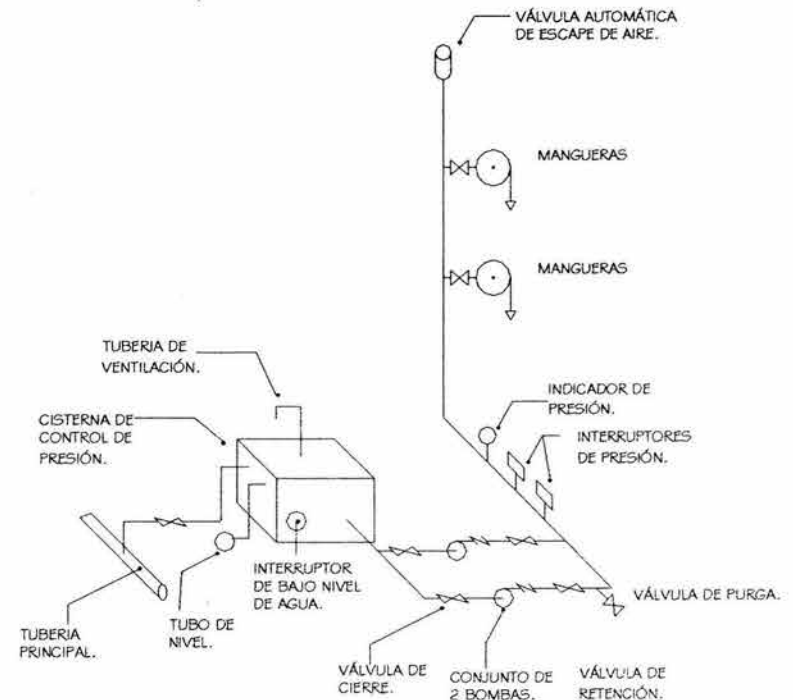 VÁLVULA AUTOMÁTICA
DE ESCAPE DE AIRE.
MANGUERAS
MANGUERAS
TUBERIA DE
VENTILACIÓN.
CISTERNA DE
CONTROL DE
PRESIÓN.
INDICADOR DE
PRESIÓN.
INTERRUPTORES
DE PRESIÓN.
INTERRUPTOR
DE BAJO NIVEL
DE AGUA.
VÁLVULA DE PURGA.
TUBERIA
PRINCIPAL.
TUBO DE
NIVEL.
VÁLVULA DE
CIERRE.
CONJUNTO DE
2 BOMBAS.
VÁLVULA DE
RETENCIÓN.